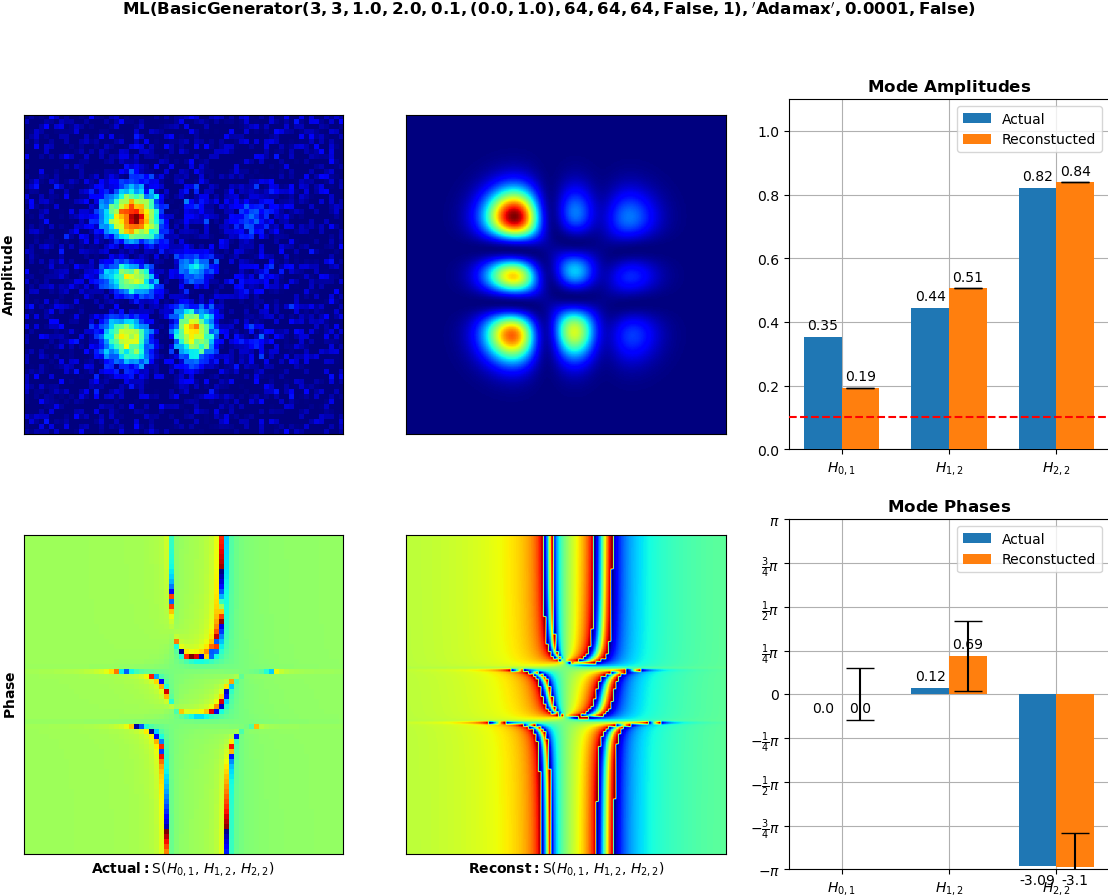 ML(BasicGenerator(3, 3, 1.0, 2.0, 0.1, (0.0, 1.0), 64, 64, 64, False, 1), ′Adamax′, 0.0001, False)
Mode Amplitudes
Amplitude
1.0
0.8
0.6
0.4
0.2
0.0
Actual
Reconstucted
0.35
0.19
0.44
0.51
0.82
0.84
H0,1
H1,2
H2,2
Mode Phases
Phase
π
3/4π
1/2π
1/4π
0
−1/4π
−1/2π
−3/4π
−π
Actual
Reconstucted
0.0
0.0
0.12
0.69
-3.09
-3.1
H0,1
H1,2
H2,2
Actual: S(H0,1, H1,2, H2,2)
Reconst: S(H0,1, H1,2, H2,2)